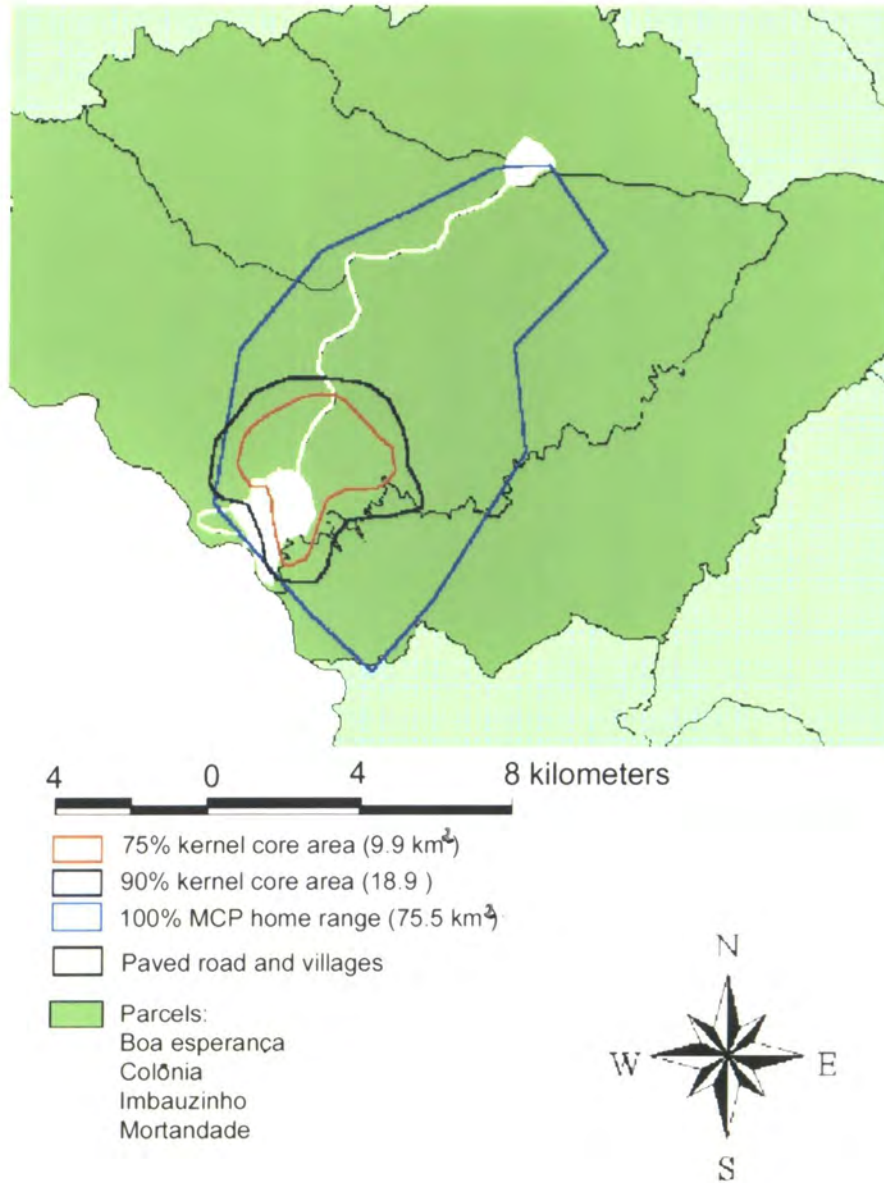 4 0 4 8 kilometers
75% kernel core area (9.9 km²)
90% kernel core area (18.9 )
100% MCP home range (75.5 km²)
Paved road and villages
Parcels:
Boa esperança
Colônia
Imbauzinho
Mortandade
N
W E
S